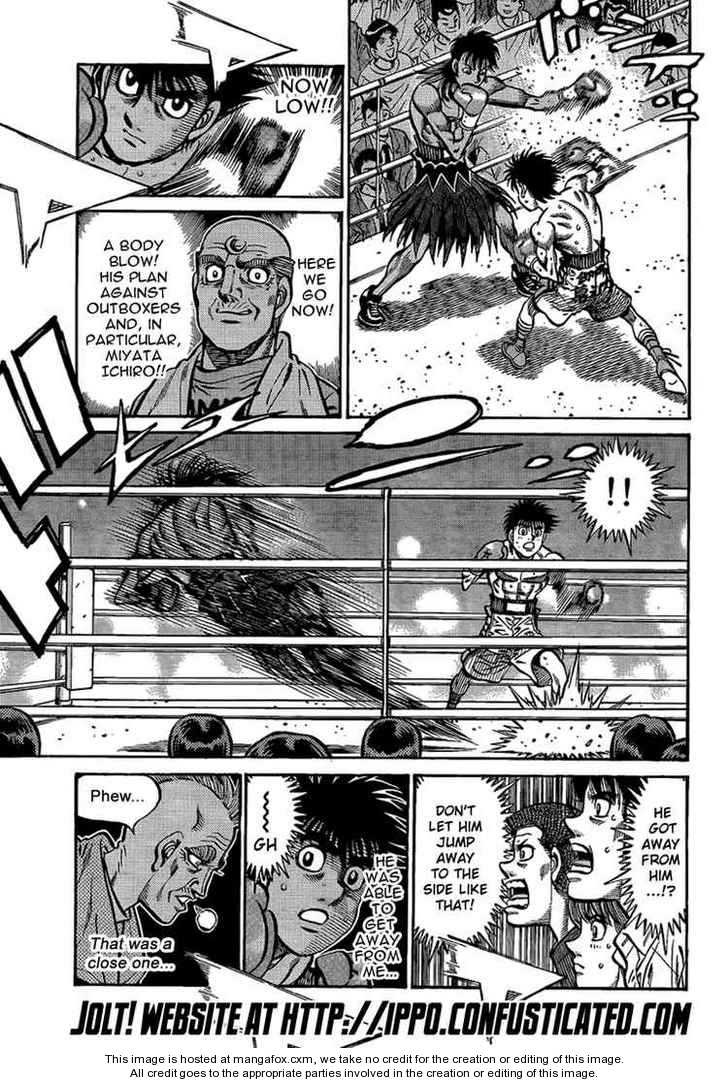 NOW
LOW!!
HERE
WE
GO
NOW!
A BODY
BLOW!
HIS PLAN
AGAINST
OUTBOXERS
AND, IN
PARTICULAR,
MIYATA
ICHIRO!!
!!
HE
GOT
AWAY
FROM
HIM
...!?
DON'T
LET HIM
JUMP
AWAY
TO THE
SIDE LIKE
THAT!
GH
HE
WAS
ABLE
TO
GET
AWAY
FROM
ME...
Phew...
That was a
close one...
JOLT! WEBSITE AT HTTP://IPPO.CONFUSTICATED.COM
This image is hosted at mangafox.cxm, we take no credit for the creation or editing of this image.
All credit goes to the appropriate parties involved in the creation or editing of this image.